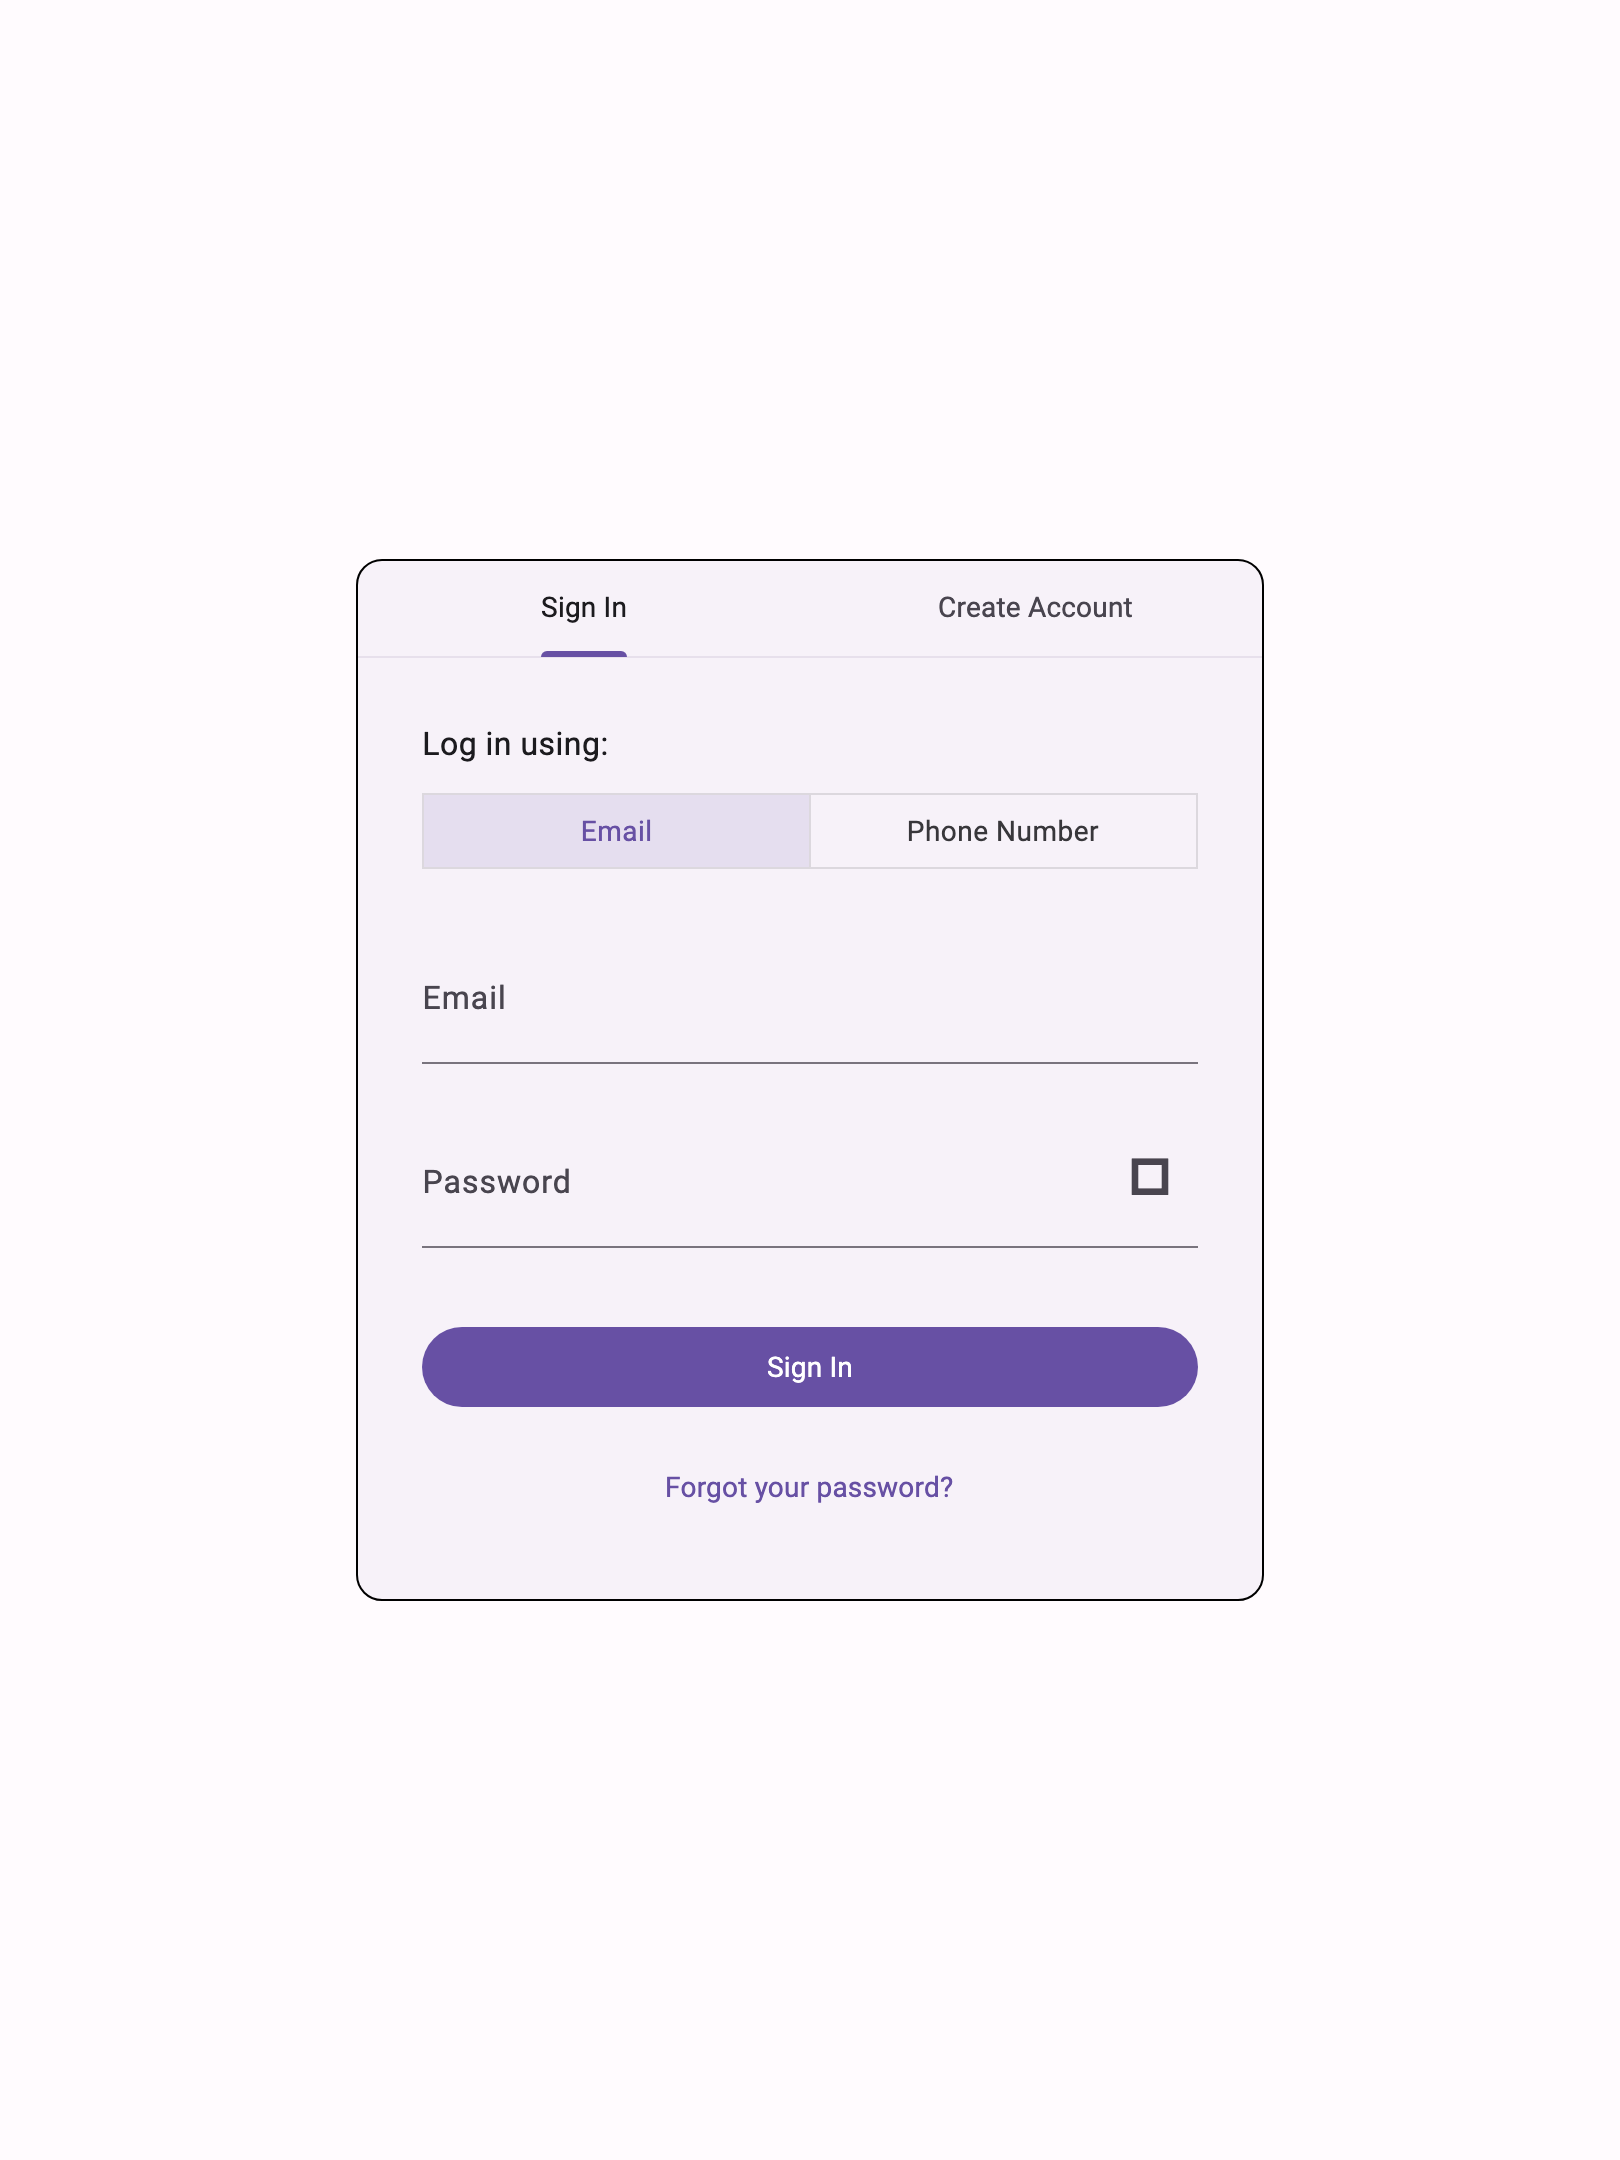 Sign In
Create Account
Log in using:
Email
Phone Number
Email
Password
Sign In
Forgot your password?